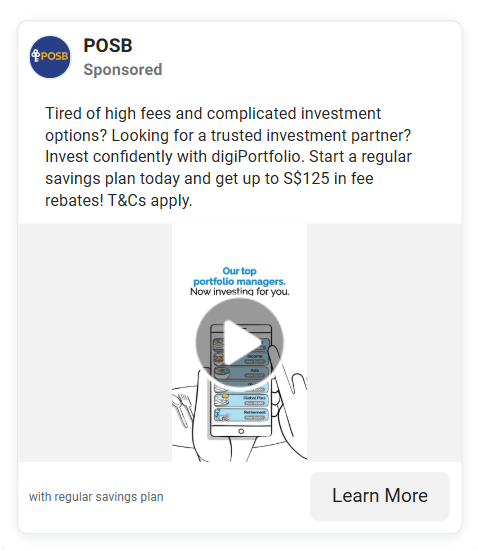 POSB
POSB
Sponsored
Tired of high fees and complicated investment
options? Looking for a trusted investment partner?
Invest confidently with digiPortfolio. Start a regular
savings plan today and get up to S$125 in fee
rebates! T&Cs apply.
Our top
portfolio managers.
Now investing for you.
Income
Asia
Global Plus
Retirement
with regular savings plan
Learn More